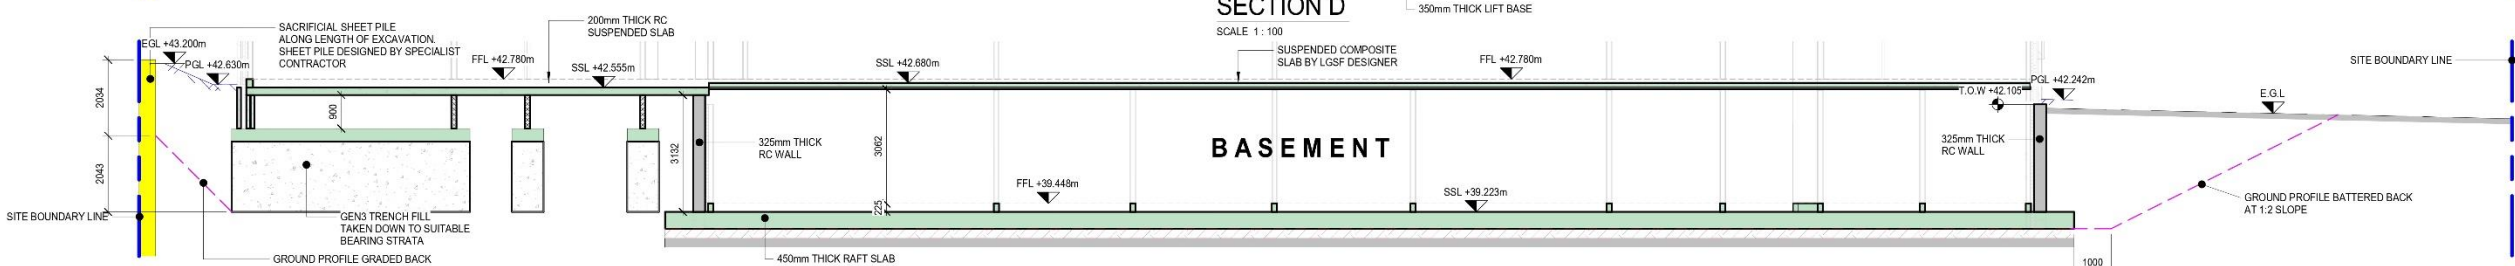 SECTION D
SCALE 1 : 100
350mm THICK LIFT BASE
SACRIFICIAL SHEET PILE
ALONG LENGTH OF EXCAVATION.
SHEET PILE DESIGNED BY SPECIALIST
CONTRACTOR
200mm THICK RC
SUSPENDED SLAB
EGL +43.200m
PGL +42.630m
FFL +42.780m
SSL +42.555m
SSL +42.680m
SUSPENDED COMPOSITE
SLAB BY LGSF DESIGNER
FFL +42.780m
SITE BOUNDARY LINE
PGL +42.242m
T.O.W +42.105
E.G.L
2034
900
2043
3132
325mm THICK
RC WALL
3062
BASEMENT
325mm THICK
RC WALL
FFL +39.448m
SSL +39.223m
225
GROUND PROFILE BATTERED BACK
AT 1:2 SLOPE
SITE BOUNDARY LINE
GEN3 TRENCH FILL
TAKEN DOWN TO SUITABLE
BEARING STRATA
GROUND PROFILE GRADED BACK
450mm THICK RAFT SLAB
1000